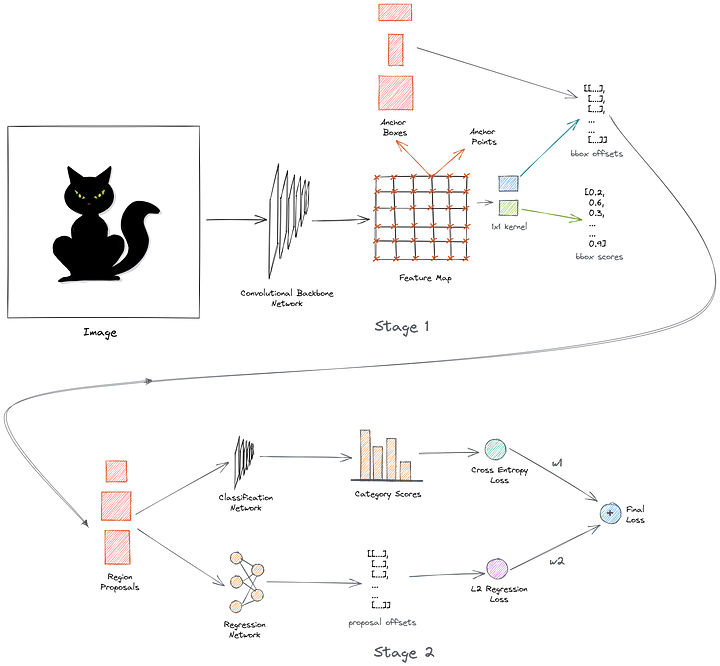 Anchor
Boxes
Anchor
Points
[[...],
[...],
[...],
...
...
[...]]
bbox offsets
1x1 kernel
[0.2,
0.6,
0.3,
...
...
0.9]
bbox scores
Image
Convolutional Backbone
Network
Feature Map
Stage 1
Region
Proposals
Classification
Network
Category Scores
Cross Entropy
Loss
w1
+
Final
Loss
w2
Regression
Network
[[...],
[...],
[...],
...
...
[...]]
proposal offsets
L2 Regression
Loss
Stage 2